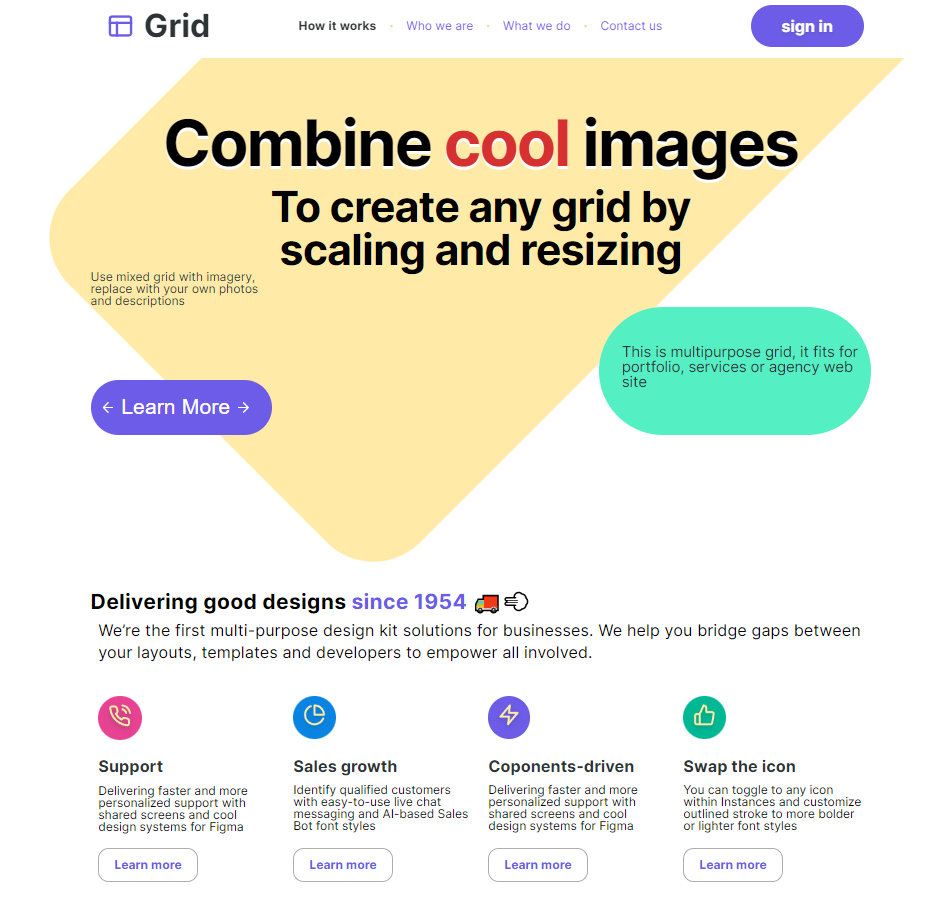 Grid
How it works · Who we are · What we do · Contact us
sign in
Combine cool images
To create any grid by
scaling and resizing
Use mixed grid with imagery,
replace with your own photos
and descriptions
This is multipurpose grid, it fits for
portfolio, services or agency web
site
← Learn More →
Delivering good designs since 1954
We’re the first multi-purpose design kit solutions for businesses. We help you bridge gaps between
your layouts, templates and developers to empower all involved.
Support
Delivering faster and more
personalized support with
shared screens and cool
design systems for Figma
Learn more
Sales growth
Identify qualified customers
with easy-to-use live chat
messaging and AI-based Sales
Bot font styles
Learn more
Coponents-driven
Delivering faster and more
personalized support with
shared screens and cool
design systems for Figma
Learn more
Swap the icon
You can toggle to any icon
within Instances and customize
outlined stroke to more bolder
or lighter font styles
Learn more